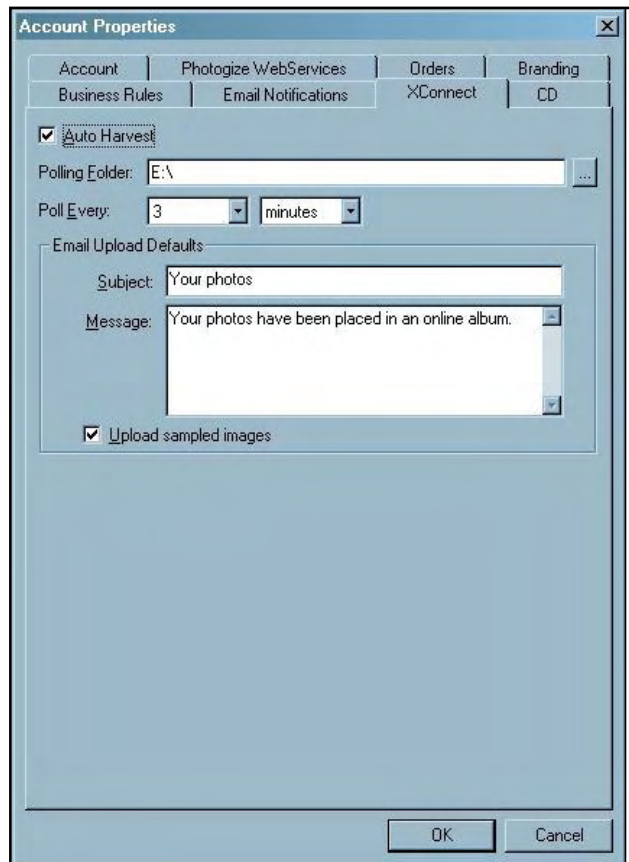 Account Properties
Account Photogize WebServices Orders Branding
Business Rules Email Notifications XConnect CD
Auto Harvest
Polling Folder: E:\ ...
Poll Every: 3 minutes
Email Upload Defaults
Subject: Your photos
Message: Your photos have been placed in an online album.
Upload sampled images
OK Cancel